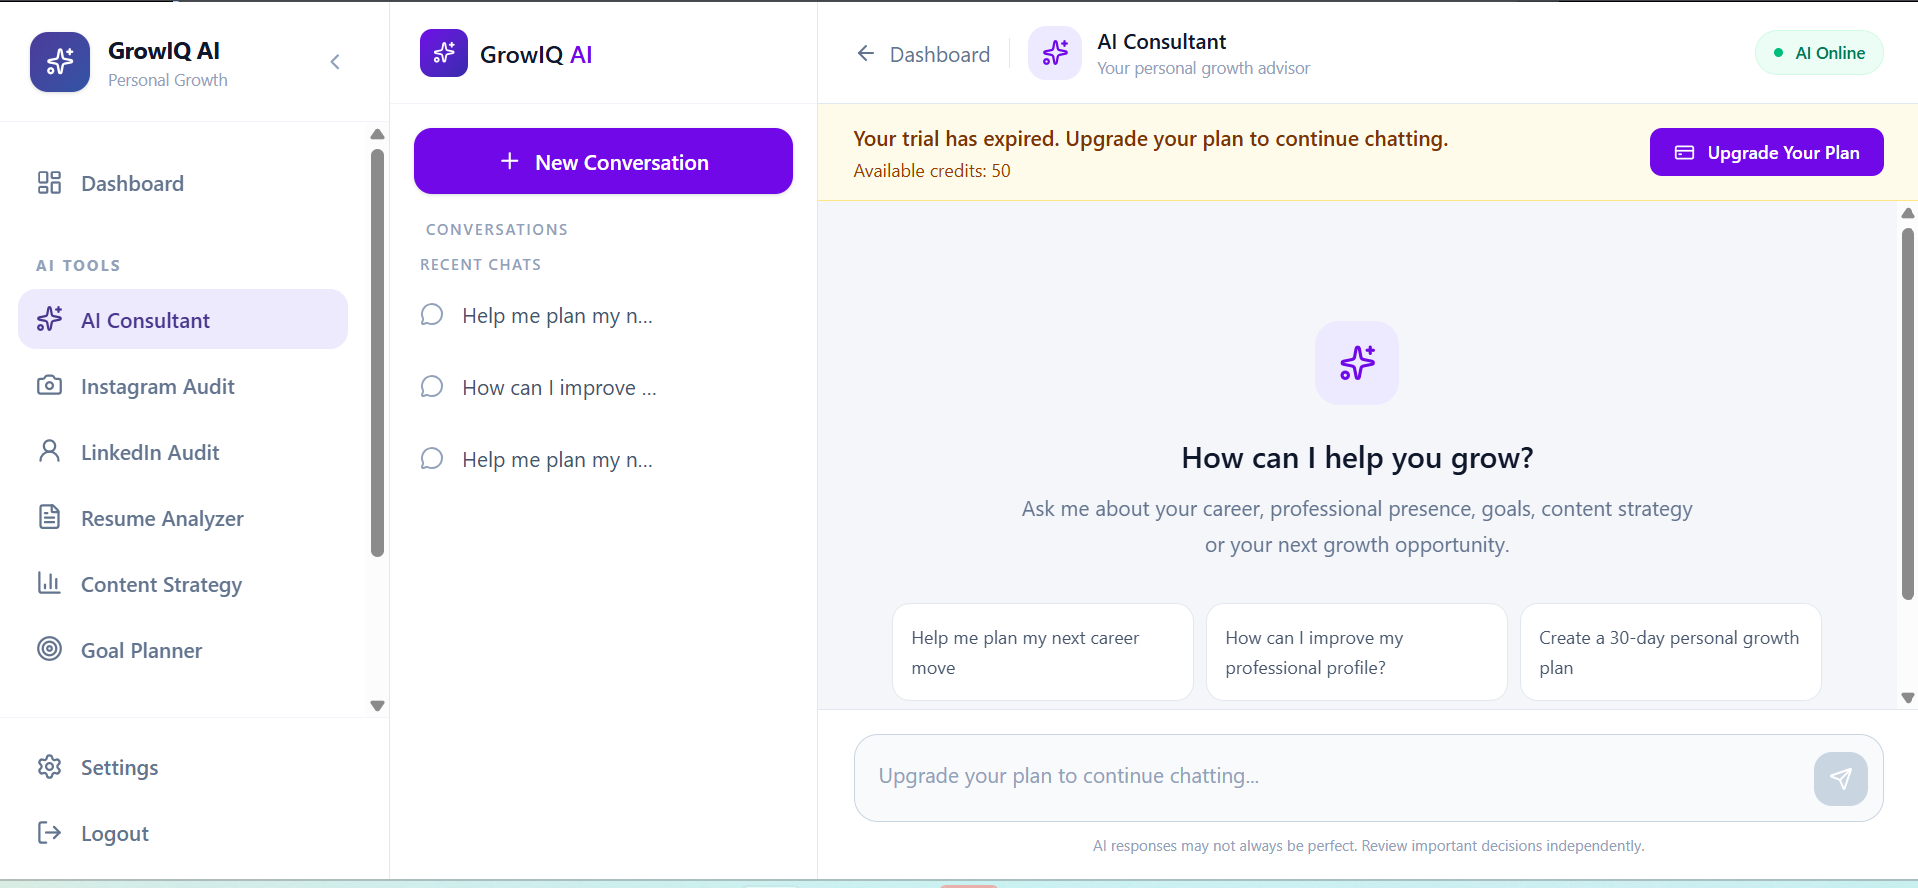 GrowIQ AI
Personal Growth
Dashboard
AI TOOLS
AI Consultant
Instagram Audit
LinkedIn Audit
Resume Analyzer
Content Strategy
Goal Planner
Settings
Logout
GrowIQ AI
New Conversation
CONVERSATIONS
RECENT CHATS
Help me plan my n...
How can I improve ...
Help me plan my n...
Dashboard
AI Consultant
Your personal growth advisor
AI Online
Your trial has expired. Upgrade your plan to continue chatting.
Available credits: 50
Upgrade Your Plan
How can I help you grow?
Ask me about your career, professional presence, goals, content strategy
or your next growth opportunity.
Help me plan my next career
move
How can I improve my
professional profile?
Create a 30-day personal growth
plan
Upgrade your plan to continue chatting...
AI responses may not always be perfect. Review important decisions independently.